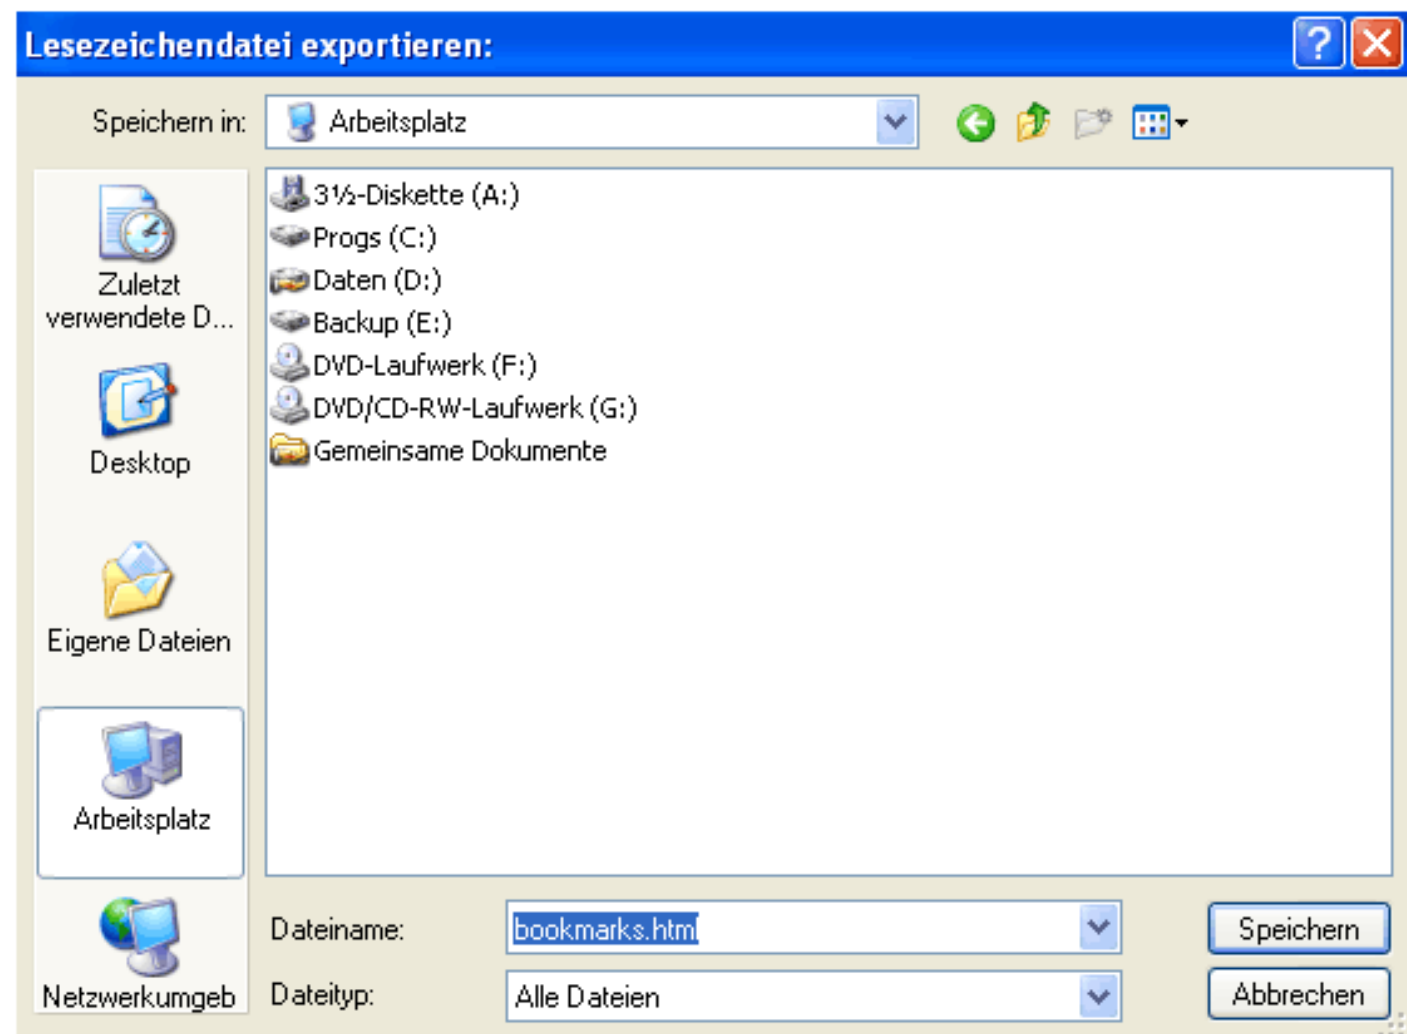 Lesezeichendatei exportieren:
Speichern in:
Arbeitsplatz
3½-Diskette (A:)
Progs (C:)
Daten (D:)
Backup (E:)
DVD-Laufwerk (F:)
DVD/CD-RW-Laufwerk (G:)
Gemeinsame Dokumente
Zuletzt
verwendete D...
Desktop
Eigene Dateien
Arbeitsplatz
Netzwerkumgeb
Dateiname:
bookmarks.html
Speichern
Dateityp:
Alle Dateien
Abbrechen